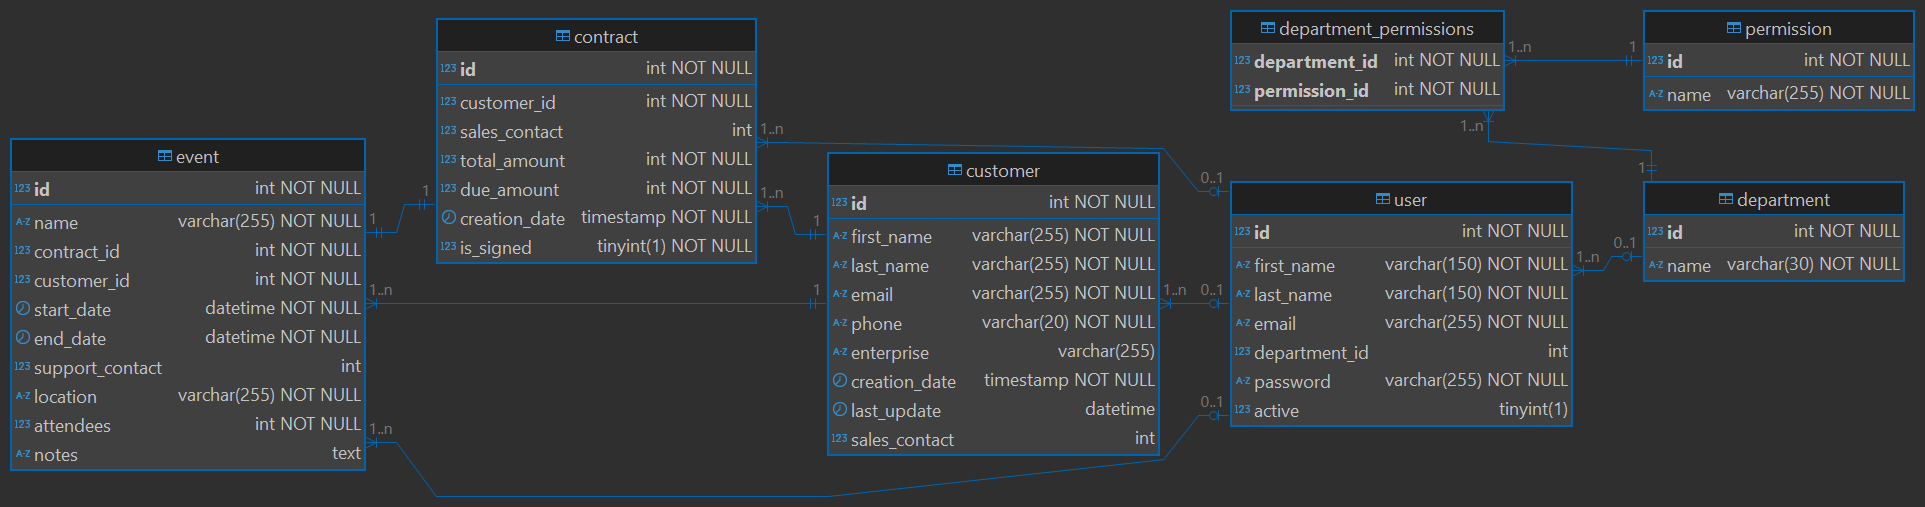 event
123 id int NOT NULL
A-Z name varchar(255) NOT NULL
123 contract_id int NOT NULL
123 customer_id int NOT NULL
start_date datetime NOT NULL
end_date datetime NOT NULL
123 support_contact int
A-Z location varchar(255) NOT NULL
123 attendees int NOT NULL
A-Z notes text
1
1
1..n
1
1..n
0..1
contract
123 id int NOT NULL
123 customer_id int NOT NULL
123 sales_contact int
123 total_amount int NOT NULL
123 due_amount int NOT NULL
creation_date timestamp NOT NULL
123 is_signed tinyint(1) NOT NULL
1..n
0..1
1..n
1
customer
123 id int NOT NULL
A-Z first_name varchar(255) NOT NULL
A-Z last_name varchar(255) NOT NULL
A-Z email varchar(255) NOT NULL
A-Z phone varchar(20) NOT NULL
A-Z enterprise varchar(255)
creation_date timestamp NOT NULL
last_update datetime
123 sales_contact int
1..n
0..1
department_permissions
123 department_id int NOT NULL
123 permission_id int NOT NULL
1..n
1
1..n
1
permission
123 id int NOT NULL
A-Z name varchar(255) NOT NULL
user
123 id int NOT NULL
A-Z first_name varchar(150) NOT NULL
A-Z last_name varchar(150) NOT NULL
A-Z email varchar(255) NOT NULL
123 department_id int
A-Z password varchar(255) NOT NULL
123 active tinyint(1)
1..n
0..1
department
123 id int NOT NULL
A-Z name varchar(30) NOT NULL